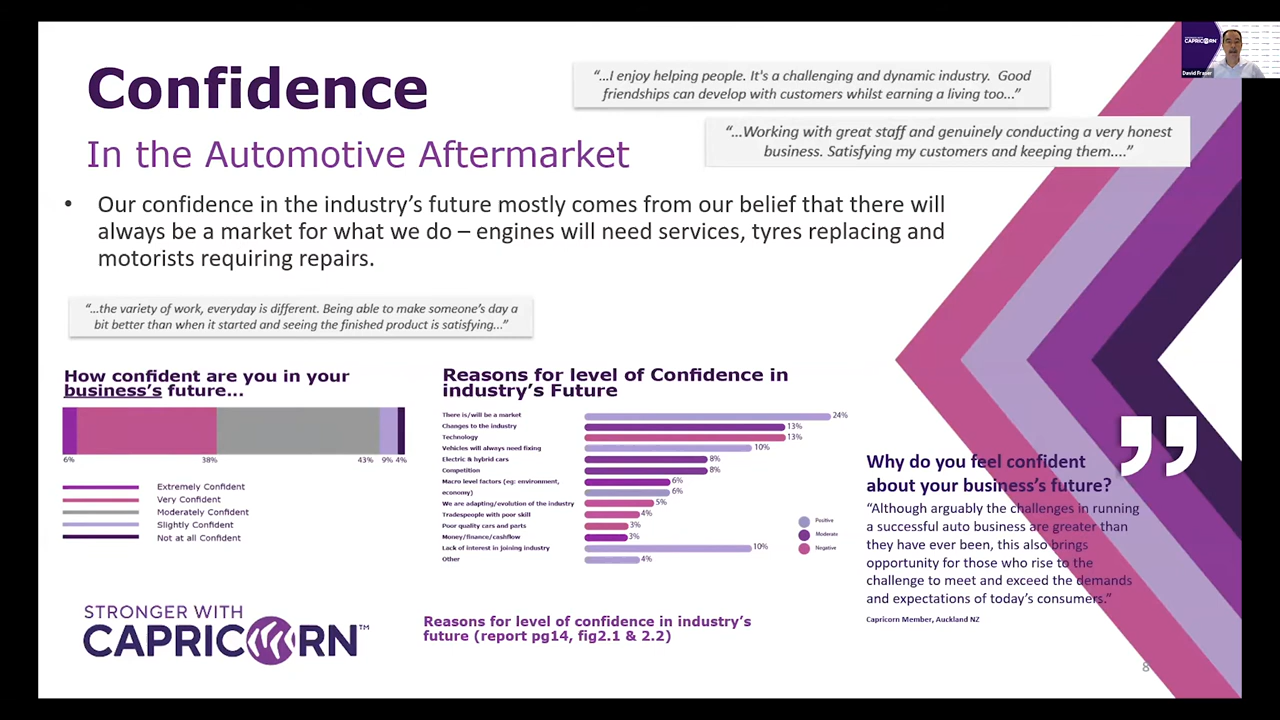 Confidence
In the Automotive Aftermarket
“...I enjoy helping people. It's a challenging and dynamic industry. Good
friendships can develop with customers whilst earning a living too...”
“...Working with great staff and genuinely conducting a very honest
business. Satisfying my customers and keeping them....”
CAPRICORN
David Fraser
• Our confidence in the industry’s future mostly comes from our belief that there will
always be a market for what we do – engines will need services, tyres replacing and
motorists requiring repairs.
“...the variety of work, everyday is different. Being able to make someone’s day a
bit better than when it started and seeing the finished product is satisfying...”
How confident are you in your
business’s future...
6% 38% 43% 9% 4%
Extremely Confident
Very Confident
Moderately Confident
Slightly Confident
Not at all Confident
Reasons for level of Confidence in
industry’s Future
There is/will be a market 24%
Changes to the industry 13%
Technology 13%
Vehicles will always need fixing 10%
Electric & hybrid cars 8%
Competition 8%
Macro level factors (eg: environment, 6%
economy) 6%
We are adapting/evolution of the industry 5%
Tradespeople with poor skill 4%
Poor quality cars and parts 3%
Money/finance/cashflow 3%
Lack of interest in joining industry 10%
Other 4%
Positive
Moderate
Negative
Why do you feel confident
about your business’s future?
“Although arguably the challenges in running
a successful auto business are greater than
they have ever been, this also brings
opportunity for those who rise to the
challenge to meet and exceed the demands
and expectations of today’s consumers.”
Capricorn Member, Auckland NZ
STRONGER WITH
CAPRICORN™
Reasons for level of confidence in industry’s
future (report pg14, fig2.1 & 2.2)
8